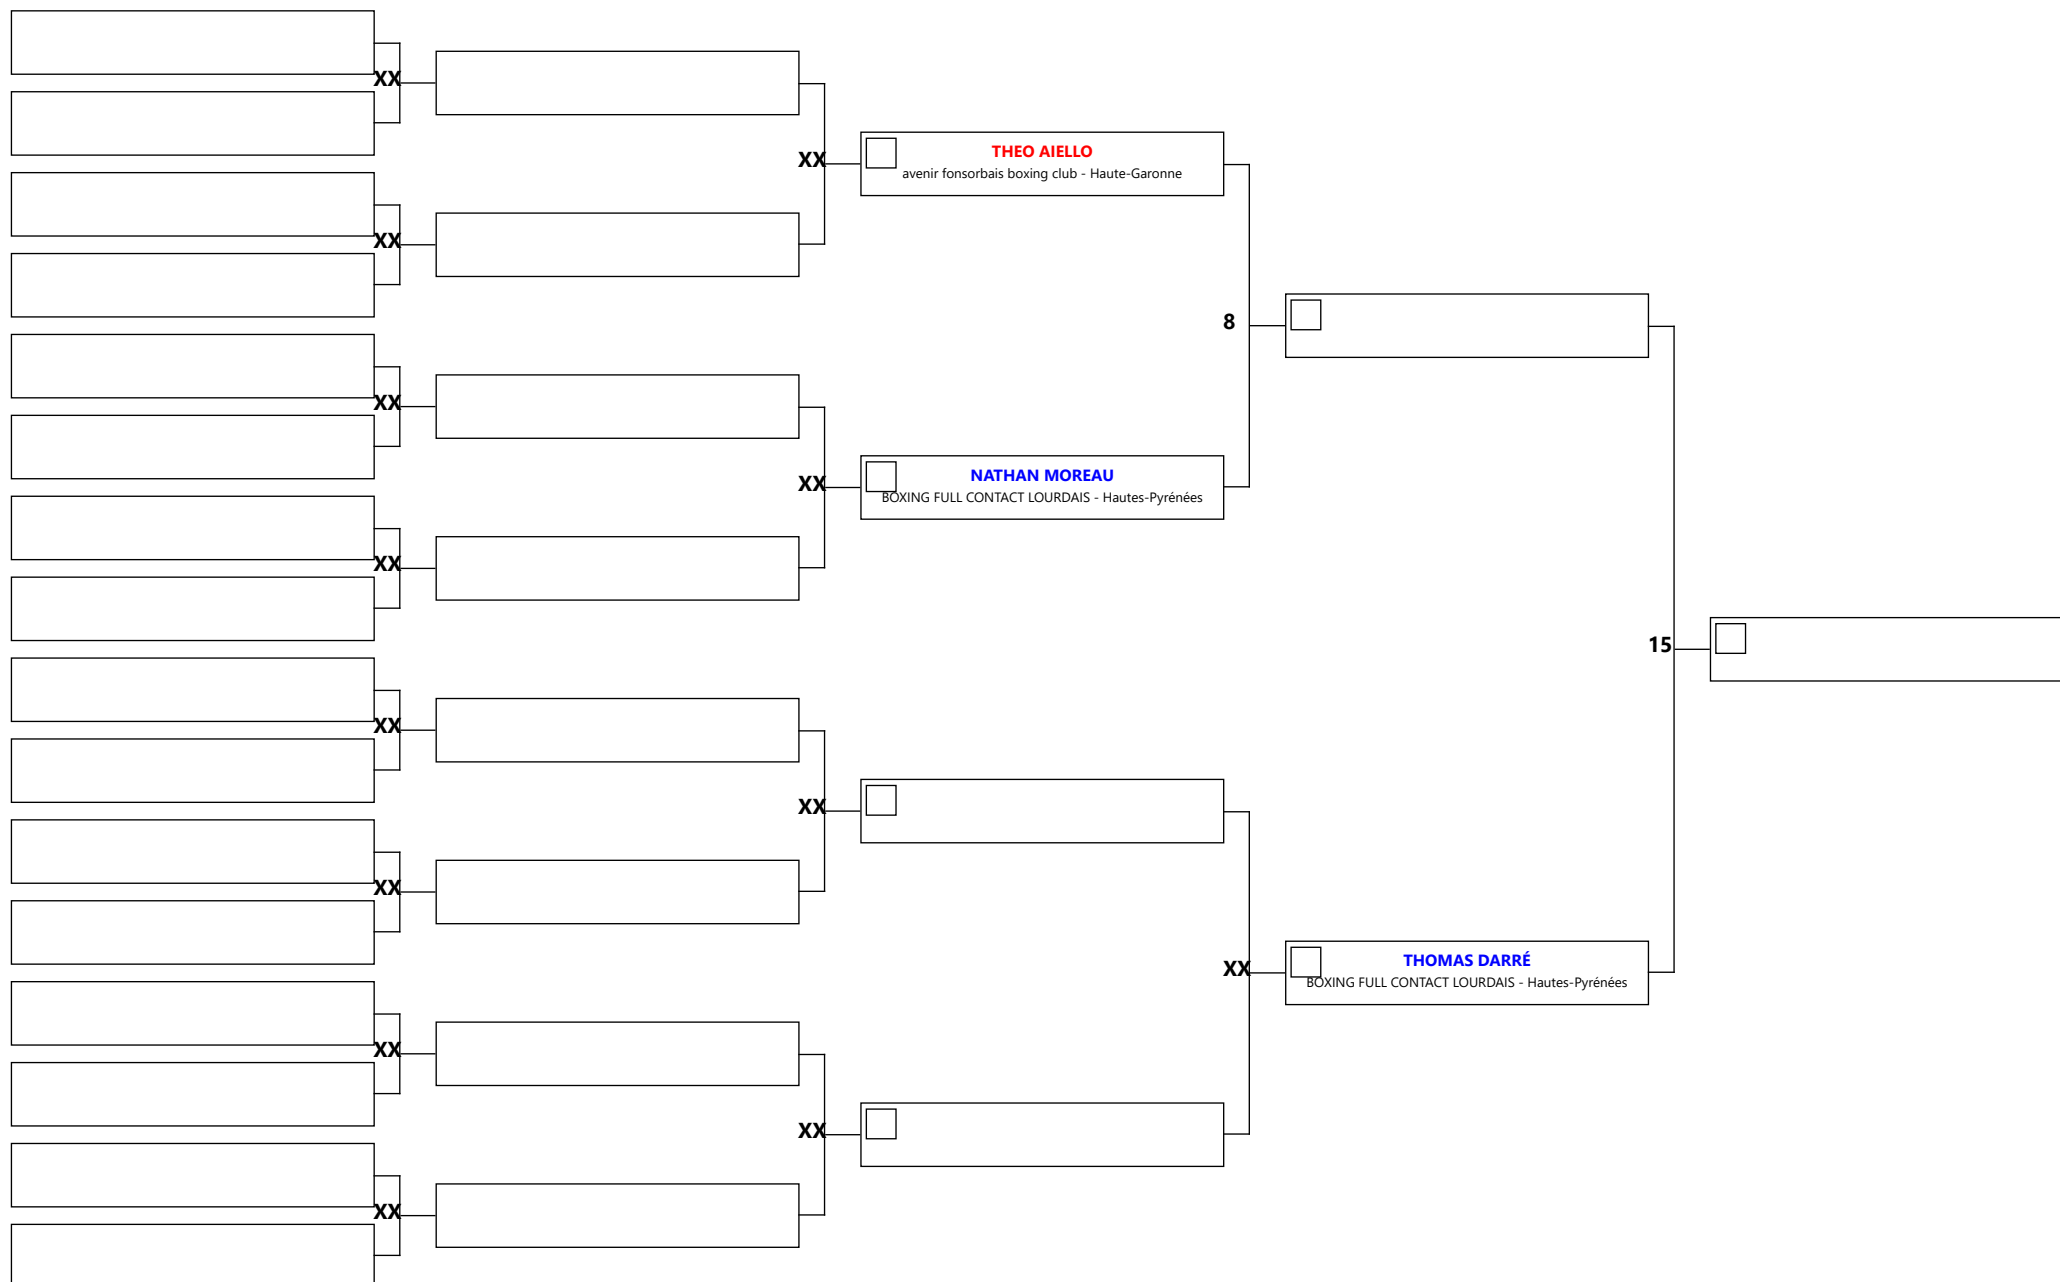 XX
XX
THEO AIELLO
avenir fonsorbais boxing club - Haute-Garonne
XX
8
XX
NATHAN MOREAU
BOXING FULL CONTACT LOURDAIS - Hautes-Pyrénées
XX
XX
15
XX
XX
XX
THOMAS DARRÉ
BOXING FULL CONTACT LOURDAIS - Hautes-Pyrénées
XX
XX
XX
XX